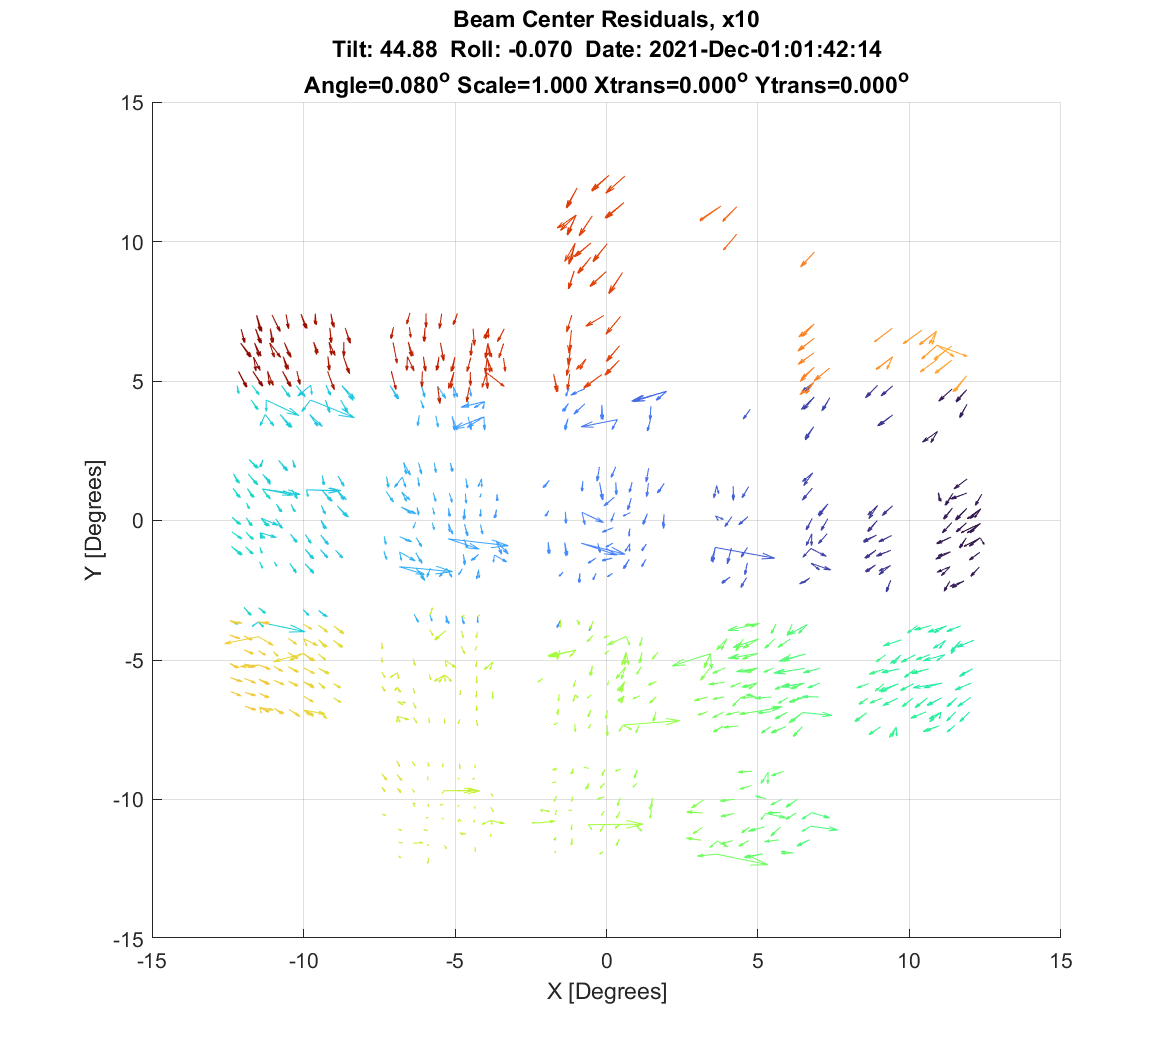 Beam Center Residuals, x10
Tilt: 44.88 Roll: -0.070 Date: 2021-Dec-01:01:42:14
Angle=0.080° Scale=1.000 Xtrans=0.000° Ytrans=0.000°
15
10
5
0
-5
-10
-15
Y [Degrees]
-15 -10 -5 0 5 10 15
X [Degrees]